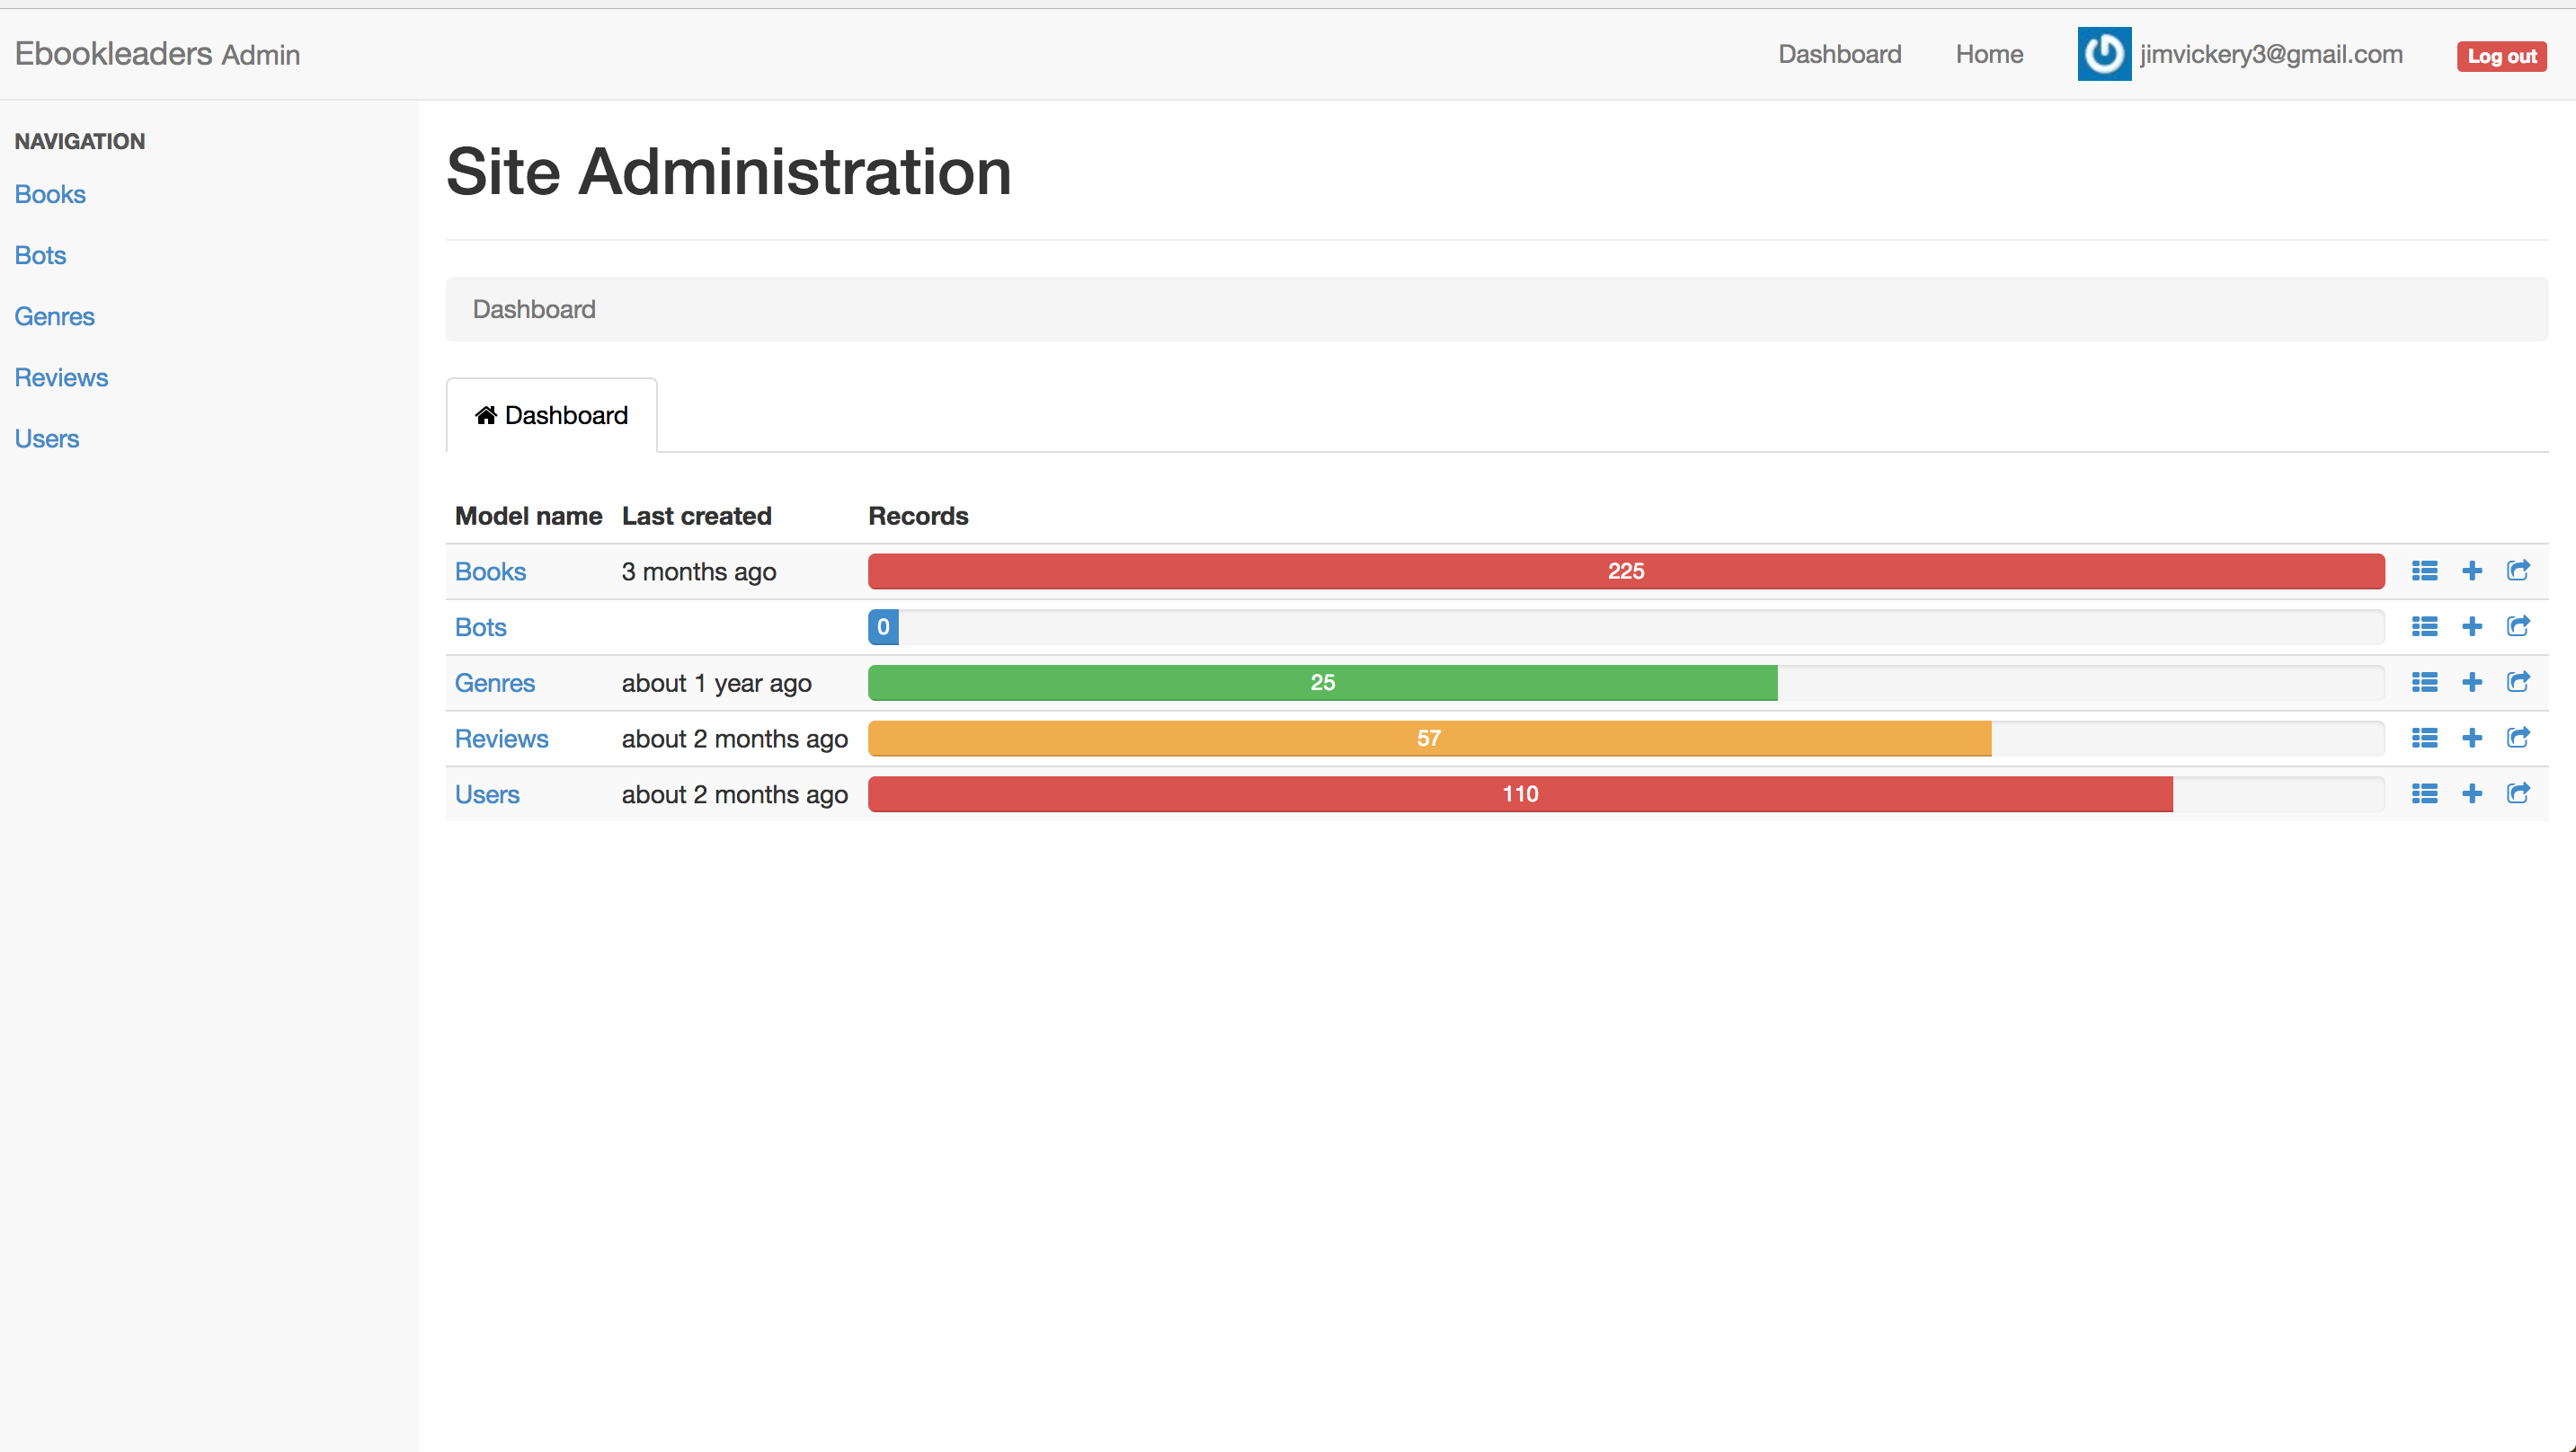 Ebookleaders Admin
Dashboard Home jimvickery3@gmail.com Log out
NAVIGATION
Books
Bots
Genres
Reviews
Users
Site Administration
Dashboard
Dashboard
Model name Last created Records
Books 3 months ago 225
Bots 0
Genres about 1 year ago 25
Reviews about 2 months ago 57
Users about 2 months ago 110